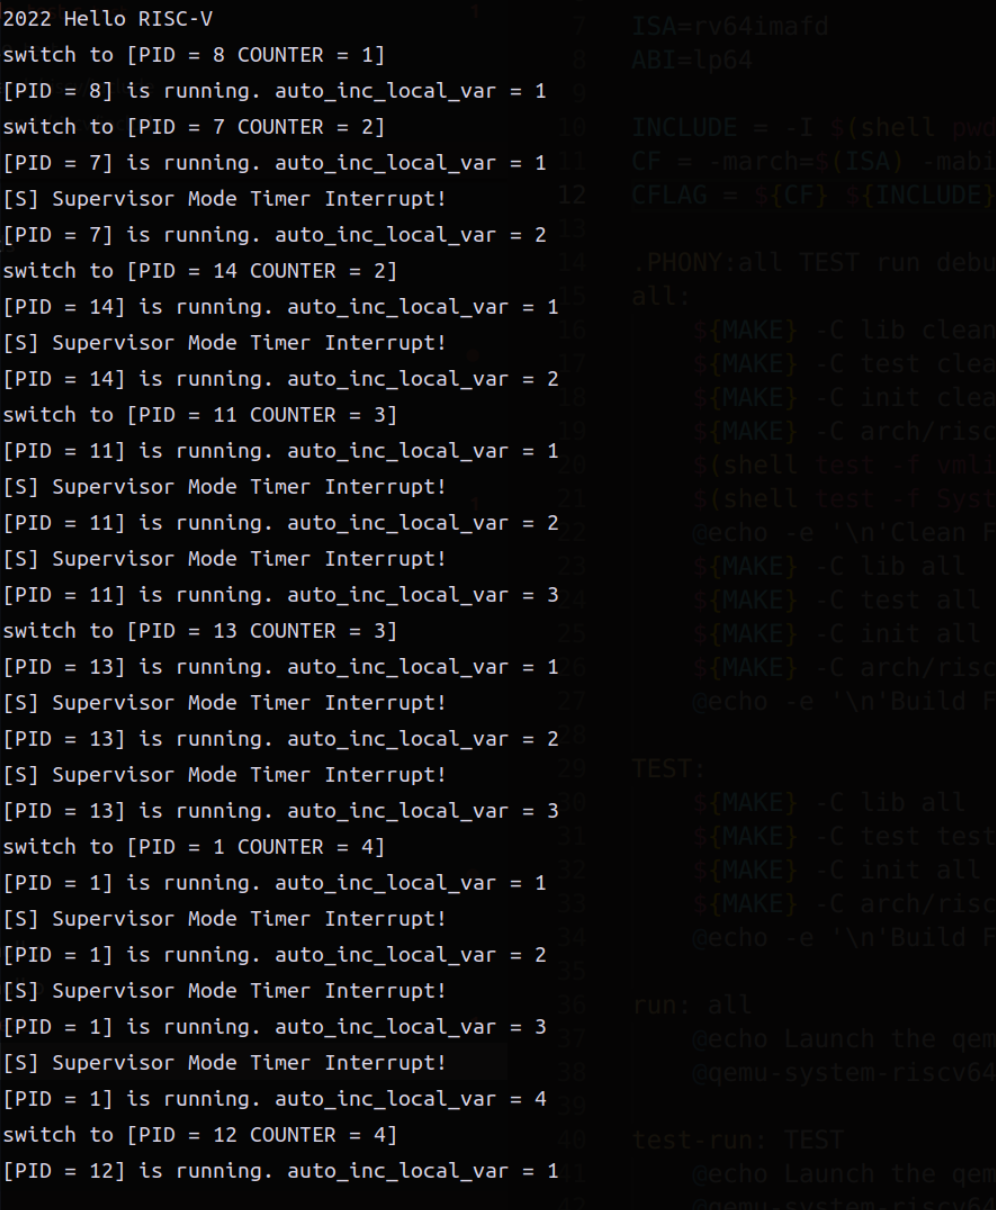 2022 Hello RISC-V
switch to [PID = 8 COUNTER = 1]
[PID = 8] is running. auto_inc_local_var = 1
switch to [PID = 7 COUNTER = 2]
[PID = 7] is running. auto_inc_local_var = 1
[S] Supervisor Mode Timer Interrupt!
[PID = 7] is running. auto_inc_local_var = 2
switch to [PID = 14 COUNTER = 2]
[PID = 14] is running. auto_inc_local_var = 1
[S] Supervisor Mode Timer Interrupt!
[PID = 14] is running. auto_inc_local_var = 2
switch to [PID = 11 COUNTER = 3]
[PID = 11] is running. auto_inc_local_var = 1
[S] Supervisor Mode Timer Interrupt!
[PID = 11] is running. auto_inc_local_var = 2
[S] Supervisor Mode Timer Interrupt!
[PID = 11] is running. auto_inc_local_var = 3
switch to [PID = 13 COUNTER = 3]
[PID = 13] is running. auto_inc_local_var = 1
[S] Supervisor Mode Timer Interrupt!
[PID = 13] is running. auto_inc_local_var = 2
[S] Supervisor Mode Timer Interrupt!
[PID = 13] is running. auto_inc_local_var = 3
switch to [PID = 1 COUNTER = 4]
[PID = 1] is running. auto_inc_local_var = 1
[S] Supervisor Mode Timer Interrupt!
[PID = 1] is running. auto_inc_local_var = 2
[S] Supervisor Mode Timer Interrupt!
[PID = 1] is running. auto_inc_local_var = 3
[S] Supervisor Mode Timer Interrupt!
[PID = 1] is running. auto_inc_local_var = 4
switch to [PID = 12 COUNTER = 4]
[PID = 12] is running. auto_inc_local_var = 1
7 ISA=rv64imafd
8 ABI=lp64
9
10 INCLUDE = -I $(shell pwd
11 CF = -march=$(ISA) -mabi
12 CFLAG = ${CF} ${INCLUDE}
13
14 .PHONY:all TEST run debu
15 all:
16 ${MAKE} -C lib clean
17 ${MAKE} -C test clea
18 ${MAKE} -C init clea
19 ${MAKE} -C arch/risc
20 $(shell test -f vmli
21 $(shell test -f Syst
22 @echo -e '\n'Clean F
23 ${MAKE} -C lib all
24 ${MAKE} -C test all
25 ${MAKE} -C init all
26 ${MAKE} -C arch/risc
27 @echo -e '\n'Build F
28
29 TEST:
30 ${MAKE} -C lib all
31 ${MAKE} -C test test
32 ${MAKE} -C init all
33 ${MAKE} -C arch/risc
34 @echo -e '\n'Build F
35
36 run: all
37 @echo Launch the qem
38 @qemu-system-riscv64
39
40 test-run: TEST
41 @echo Launch the qem
42 @qemu-system-riscv64